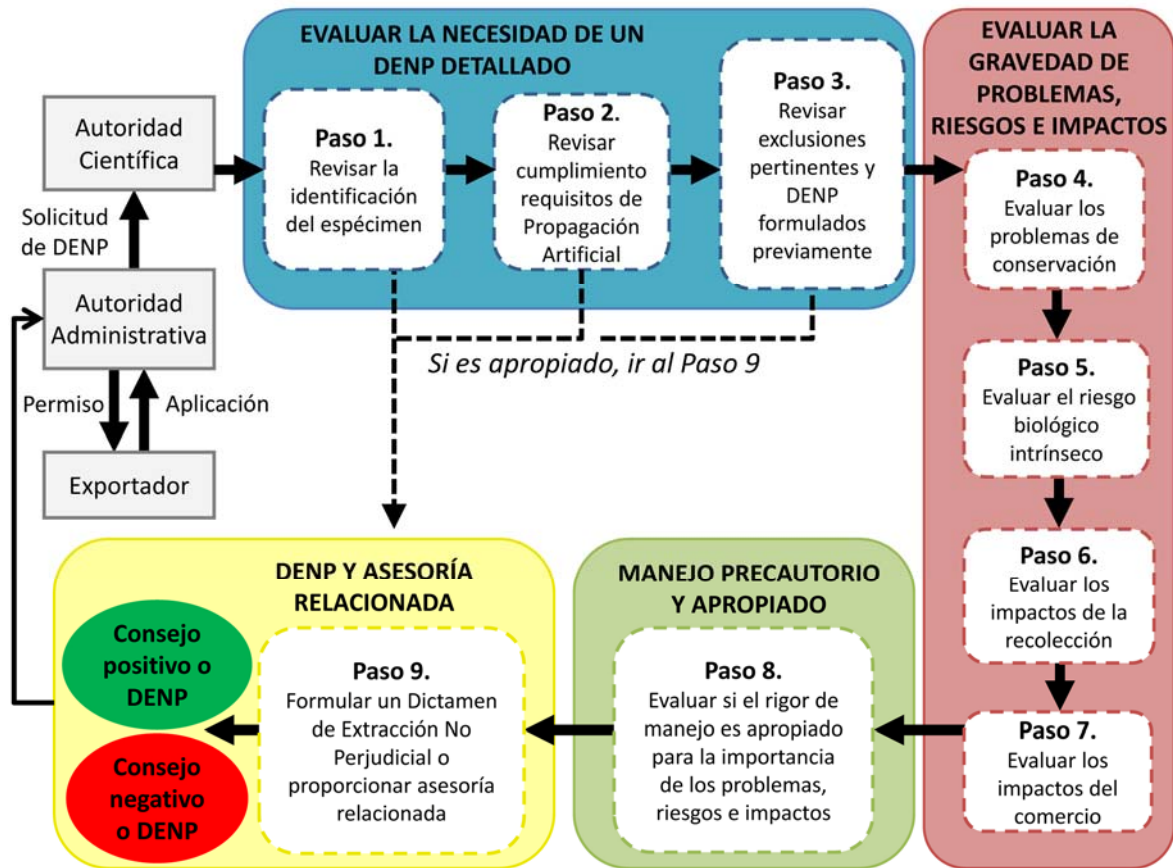 Autoridad
Científica
Solicitud
de DENP
Autoridad
Administrativa
Permiso
Aplicación
Exportador
EVALUAR LA NECESIDAD DE UN
DENP DETALLADO
Paso 1.
Revisar la
identificación
del espécimen
Paso 2.
Revisar
cumplimiento
requisitos de
Propagación
Artificial
Paso 3.
Revisar
exclusiones
pertinentes y
DENP
formulados
previamente
Si es apropiado, ir al Paso 9
EVALUAR LA
GRAVEDAD DE
PROBLEMAS,
RIESGOS E IMPACTOS
Paso 4.
Evaluar los
problemas de
conservación
Paso 5.
Evaluar el riesgo
biológico
intrínseco
Paso 6.
Evaluar los
impactos de la
recolección
Paso 7.
Evaluar los
impactos del
comercio
MANEJO PRECAUTORIO
Y APROPIADO
Paso 8.
Evaluar si el rigor de
manejo es apropiado
para la importancia
de los problemas,
riesgos e impactos
DENP Y ASESORÍA
RELACIONADA
Paso 9.
Formular un Dictamen
de Extracción No
Perjudicial o
proporcionar asesoría
relacionada
Consejo
positivo o
DENP
Consejo
negativo
o DENP